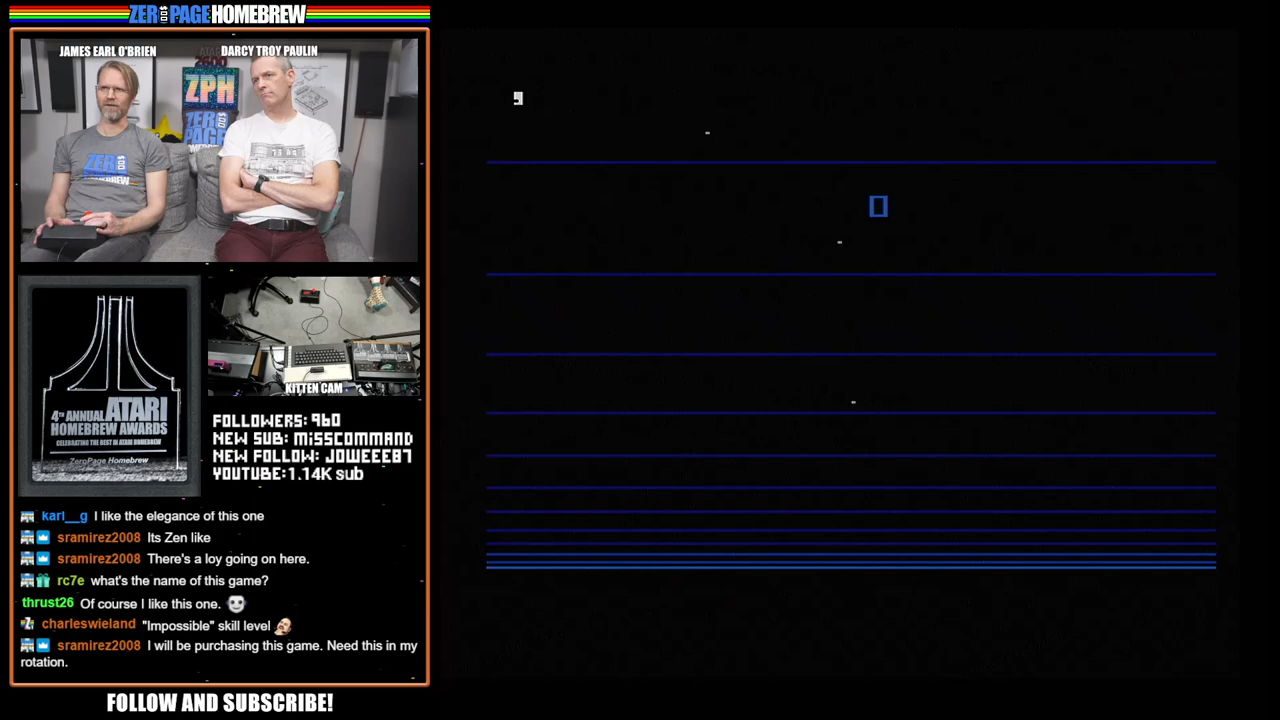 ZEROPAGE HOMEBREW
JAMES EARL O'BRIEN
DARCY TROY PAULIN
2600
ZPH
ZERO
PAGE
ZERO
4TH ANNUAL ATARI
HOMEBREW AWARDS
CELEBRATING THE BEST IN ATARI HOMEBREW
ZeroPage Homebrew
KITTEN CAM
FOLLOWERS: 960
NEW SUB: MISSCOMMAND
NEW FOLLOW: JOWEEE87
YOUTUBE: 1.14K sub
karl__g I like the elegance of this one
sramirez2008 Its Zen like
sramirez2008 There's a loy going on here.
rc7e what's the name of this game?
thrust26 Of course I like this one.
charleswieland "Impossible" skill level
sramirez2008 I will be purchasing this game. Need this in my
rotation.
FOLLOW AND SUBSCRIBE!